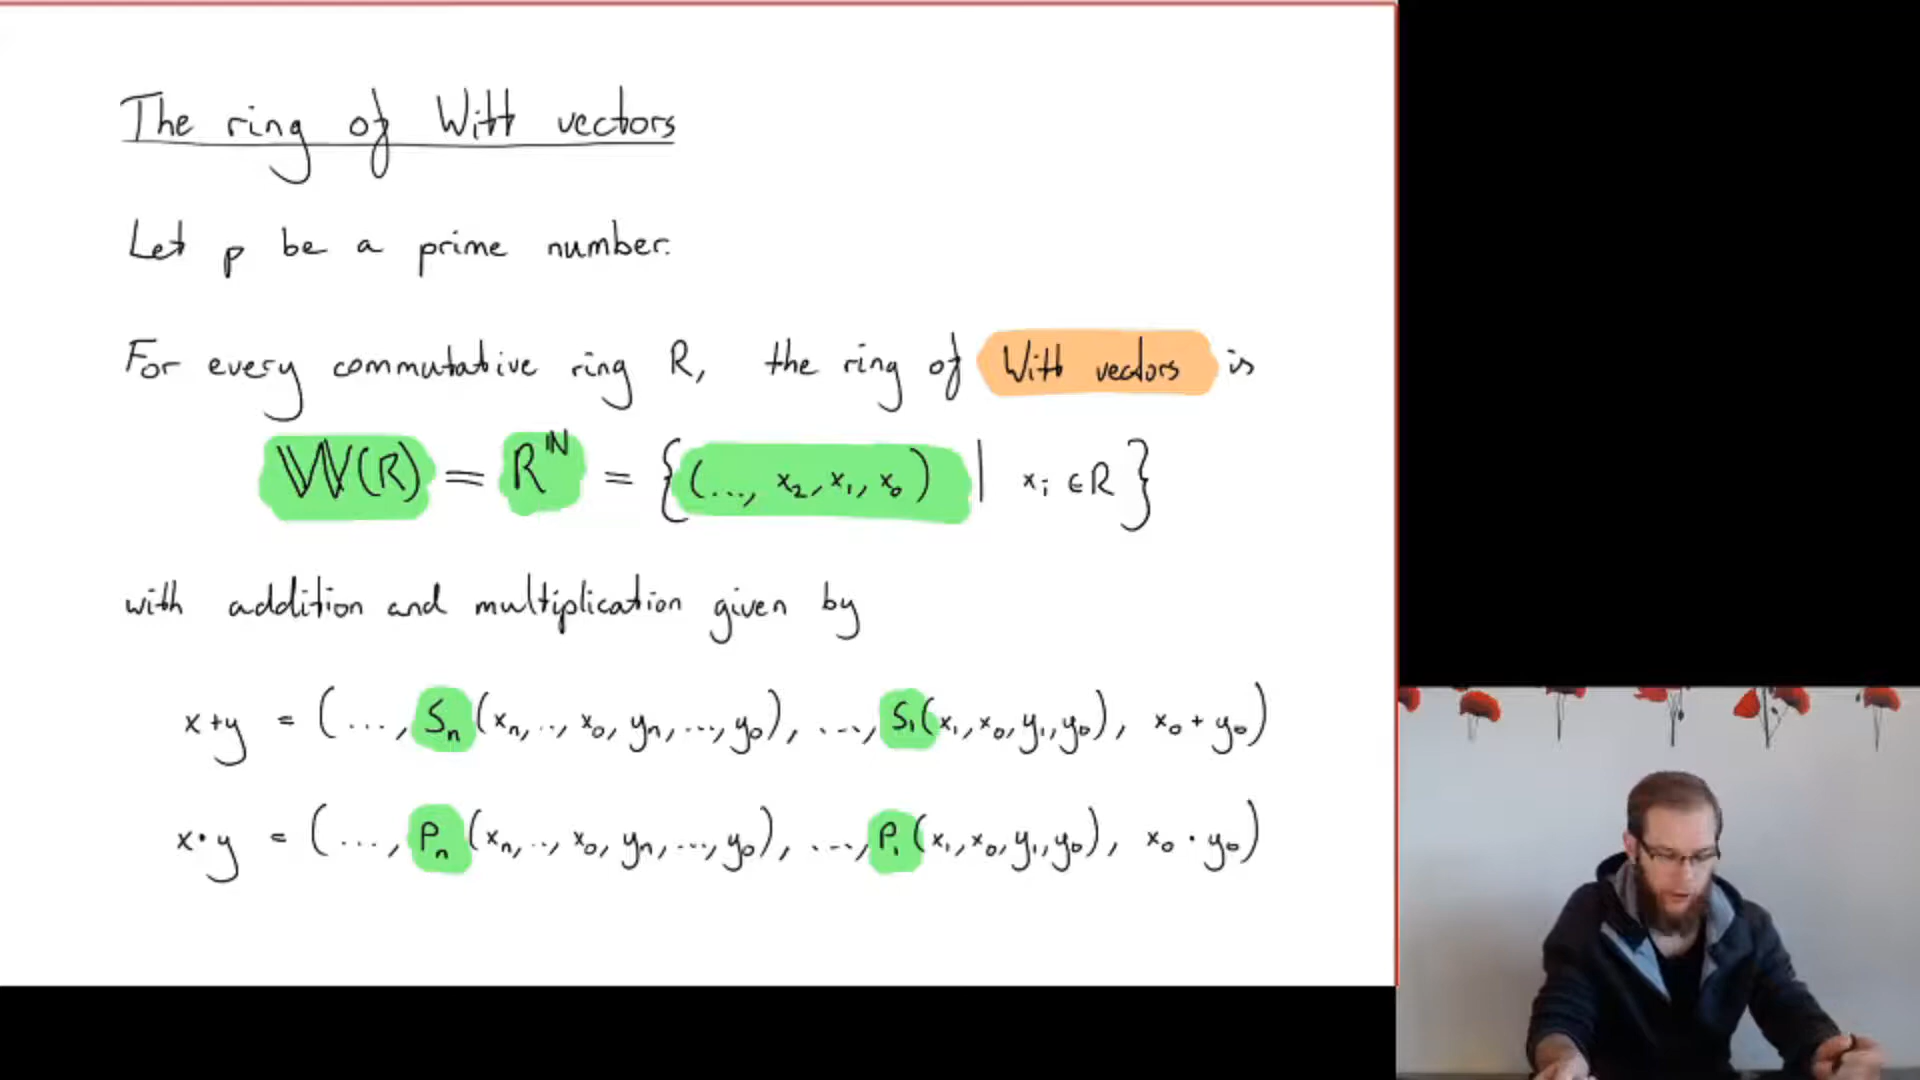 The ring of Witt vectors
Let p be a prime number.
For every commutative ring R, the ring of Witt vectors is
𝕎(R) = R^ℕ = {(..., x₂, x₁, x₀) | xᵢ ∈ R}
with addition and multiplication given by
x+y = (..., Sₙ(xₙ,.., x₀, yₙ,..., y₀), ..., S₁(x₁, x₀, y₁, y₀), x₀ + y₀)
x·y = (..., Pₙ(xₙ,.., x₀, yₙ,..., y₀), ..., P₁(x₁, x₀, y₁, y₀), x₀ · y₀)